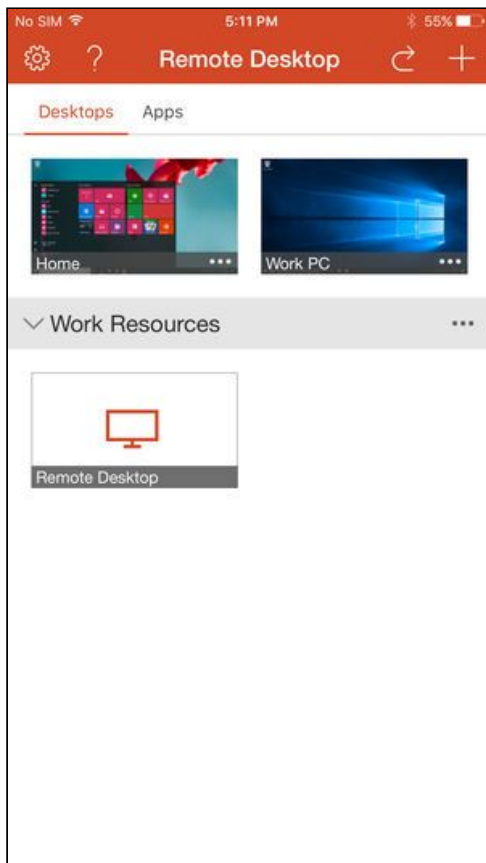 No SIM 5:11 PM 55%
? Remote Desktop
Desktops Apps
Home ••• Work PC •••
Work Resources •••
Remote Desktop